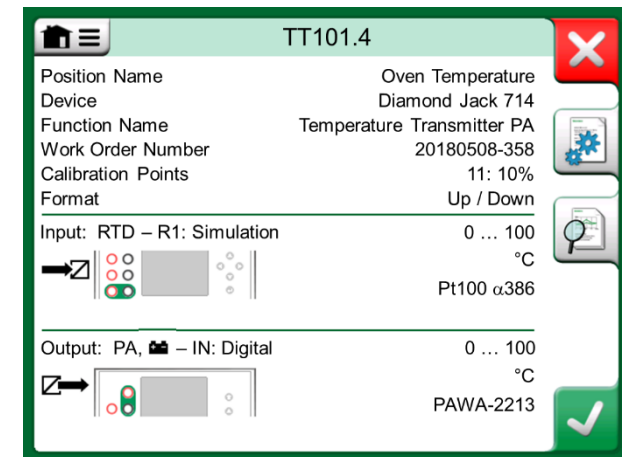 TT101.4
Position Name Oven Temperature
Device Diamond Jack 714
Function Name Temperature Transmitter PA
Work Order Number 20180508-358
Calibration Points 11: 10%
Format Up / Down
Input: RTD – R1: Simulation 0 … 100
°C
Pt100 α386
Output: PA, – IN: Digital 0 … 100
°C
PAWA-2213